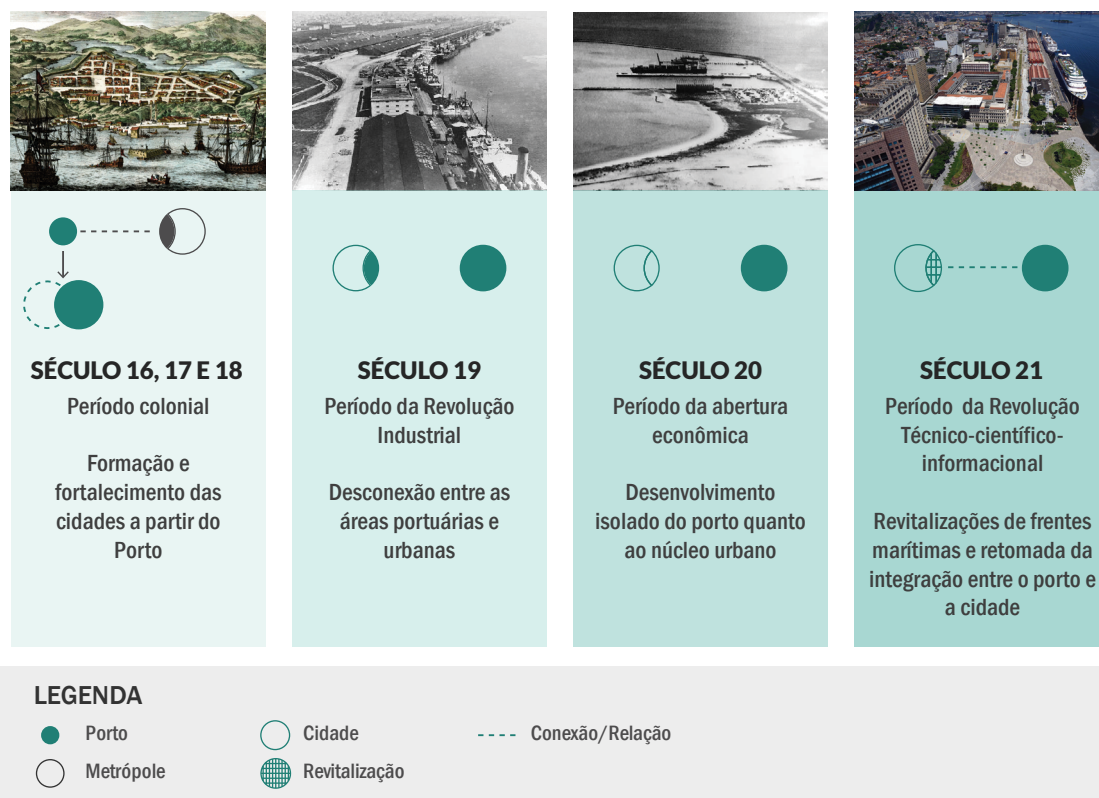 SÉCULO 16, 17 E 18
Período colonial
Formação e
fortalecimento das
cidades a partir do
Porto
SÉCULO 19
Período da Revolução
Industrial
Desconexão entre as
áreas portuárias e
urbanas
SÉCULO 20
Período da abertura
econômica
Desenvolvimento
isolado do porto quanto
ao núcleo urbano
SÉCULO 21
Período da Revolução
Técnico-científico-
informacional
Revitalizações de frentes
marítimas e retomada da
integração entre o porto e
a cidade
LEGENDA
Porto
Cidade
Conexão/Relação
Metrópole
Revitalização